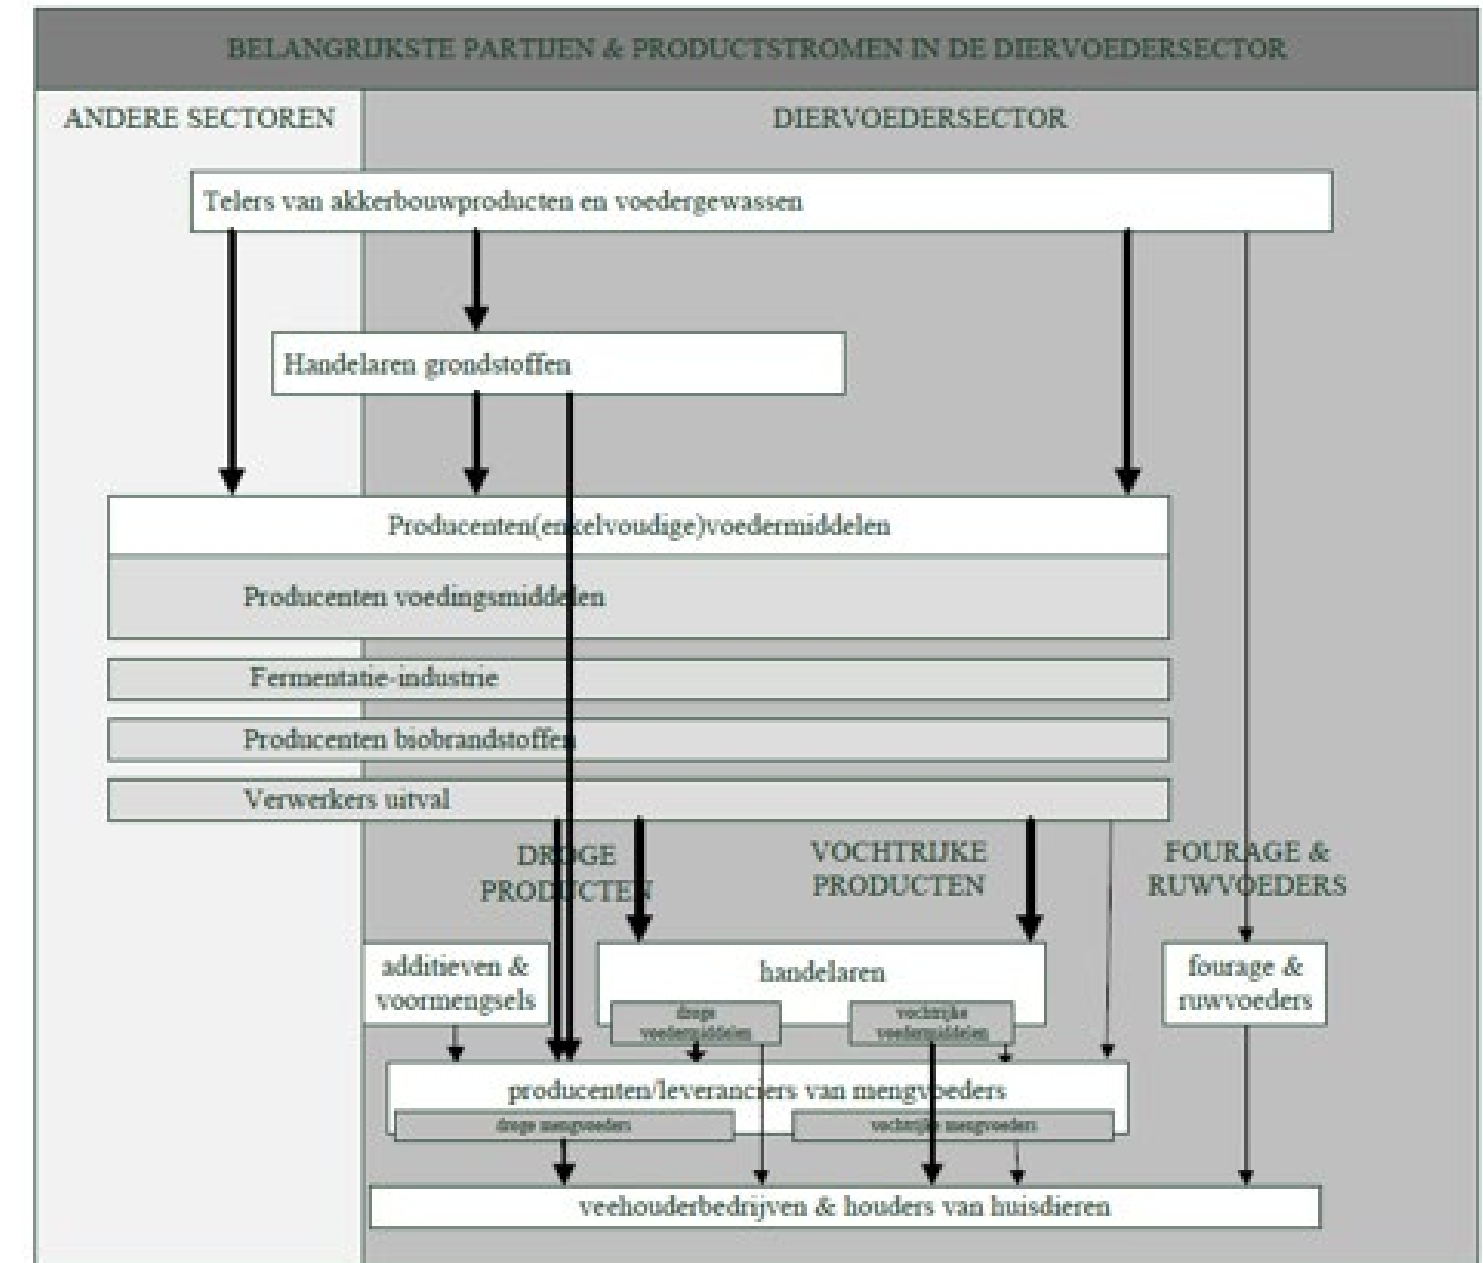 BELANGRIJKSTE PARTIJEN & PRODUCTSTROMEN IN DE DIERVOEDERSECTOR
ANDERE SECTOREN
DIERVOEDERSECTOR
Telers van akkerbouwproducten en voedergewassen
Handelaren grondstoffen
Producenten(enkelvoudige)voedermiddelen
Producenten voedingsmiddelen
Fermentatie-industrie
Producenten biobrandstoffen
Verwerkers uitval
DROGE
PRODUCTEN
VOCHTRIJKE
PRODUCTEN
FOURAGE &
RUWVOEDERS
additieven &
voormengsels
handelaren
droge
voedermiddelen
vochtrijke
voedermiddelen
fourage &
ruwvoeders
producenten/leveranciers van mengvoeders
droge mengvoeders
vochtrijke mengvoeders
veehouderbedrijven & houders van huisdieren